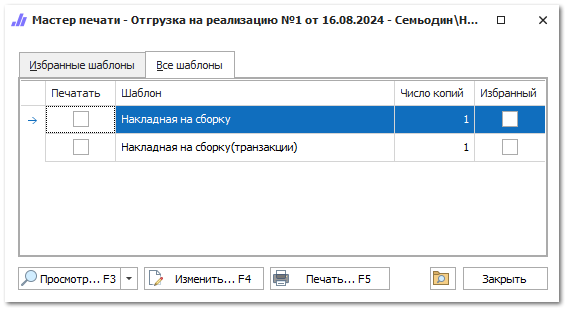 Мастер печати - Отгрузка на реализацию №1 от 16.08.2024 - Семьодин\Н...
Избранные шаблоны Все шаблоны
Печатать Шаблон Число копий Избранный
Накладная на сборку 1
Накладная на сборку(транзакции) 1
Просмотр... F3 Изменить... F4 Печать... F5 Закрыть